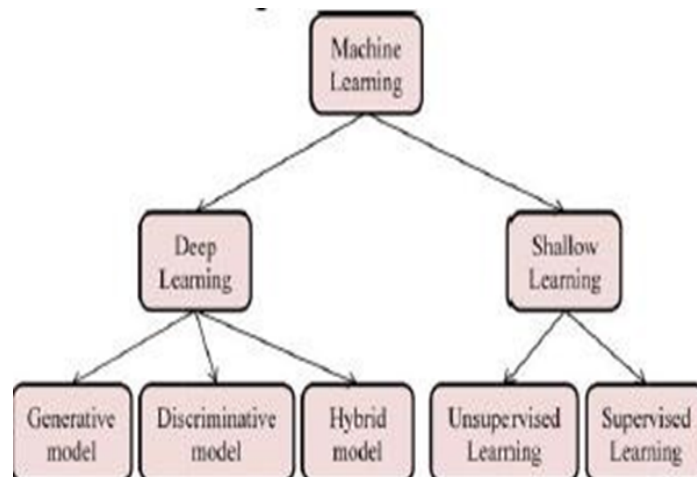 Machine
Learning
Deep
Learning
Shallow
Learning
Generative
model
Discriminative
model
Hybrid
model
Unsupervised
Learning
Supervised
Learning